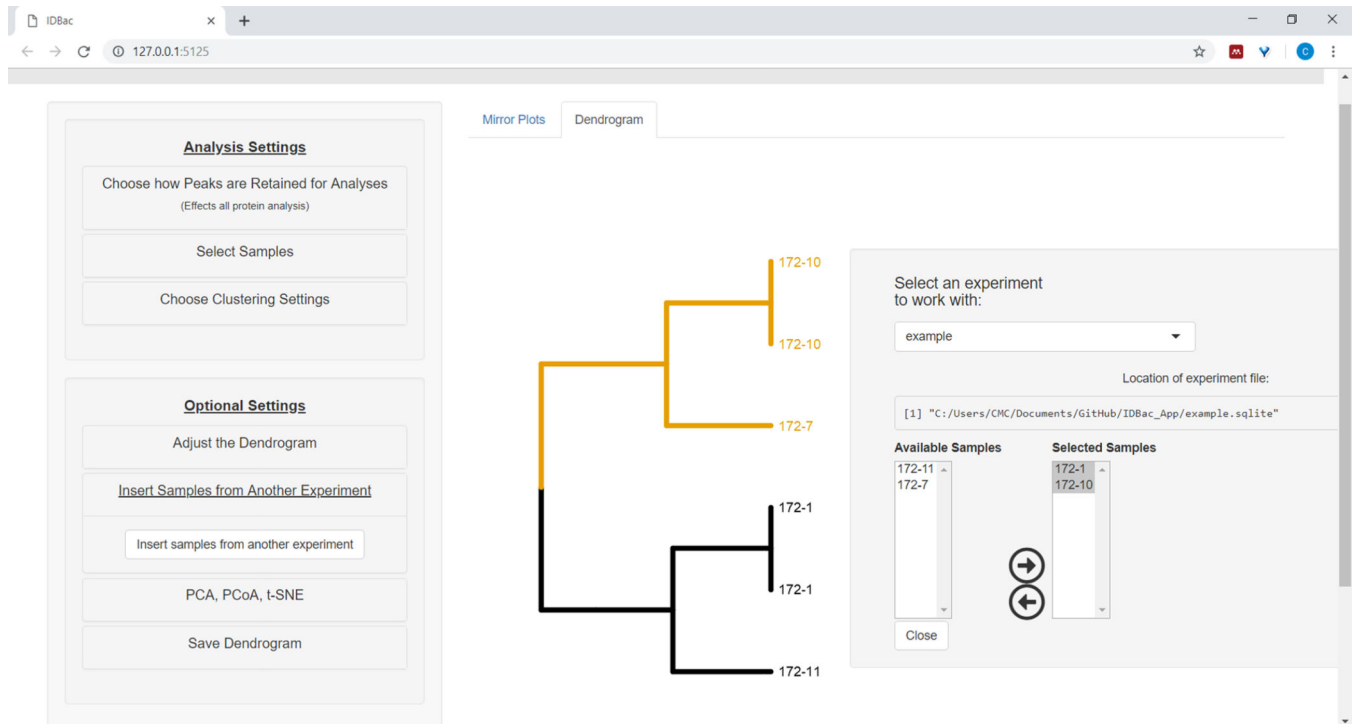 IDBac
127.0.0.1:5125
C
Mirror Plots
Dendrogram
Analysis Settings
Choose how Peaks are Retained for Analyses
(Effects all protein analysis)
Select Samples
Choose Clustering Settings
Optional Settings
Adjust the Dendrogram
Insert Samples from Another Experiment
Insert samples from another experiment
PCA, PCoA, t-SNE
Save Dendrogram
172-10
172-10
172-7
172-1
172-1
172-11
Select an experiment
to work with:
example
Location of experiment file:
[1] "C:/Users/CMC/Documents/GitHub/IDBac_App/example.sqlite"
Available Samples
172-11
172-7
Selected Samples
172-1
172-10
Close